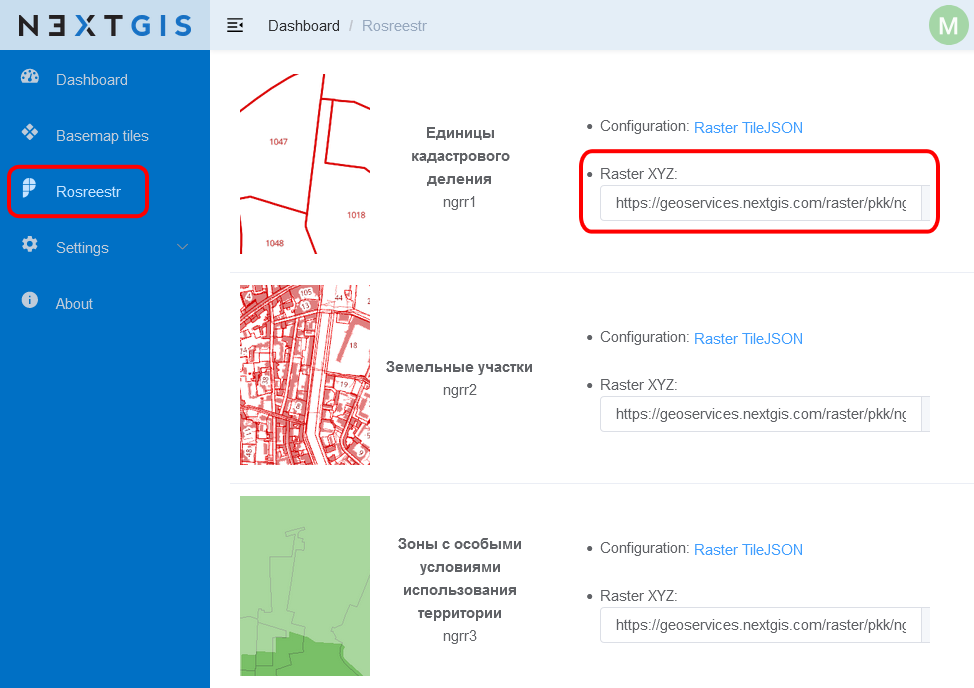 NEXTGIS
Dashboard / Rosreestr
M
Dashboard
Basemap tiles
Rosreestr
Settings
About
1047
1018
1048
Единицы
кадастрового
деления
ngrr1
Configuration: Raster TileJSON
Raster XYZ:
https://geoservices.nextgis.com/raster/pkk/ng
4
105
44
13
18
19
48
Земельные участки
ngrr2
Configuration: Raster TileJSON
Raster XYZ:
https://geoservices.nextgis.com/raster/pkk/ng
Зоны с особыми
условиями
использования
территории
ngrr3
Configuration: Raster TileJSON
Raster XYZ:
https://geoservices.nextgis.com/raster/pkk/ng